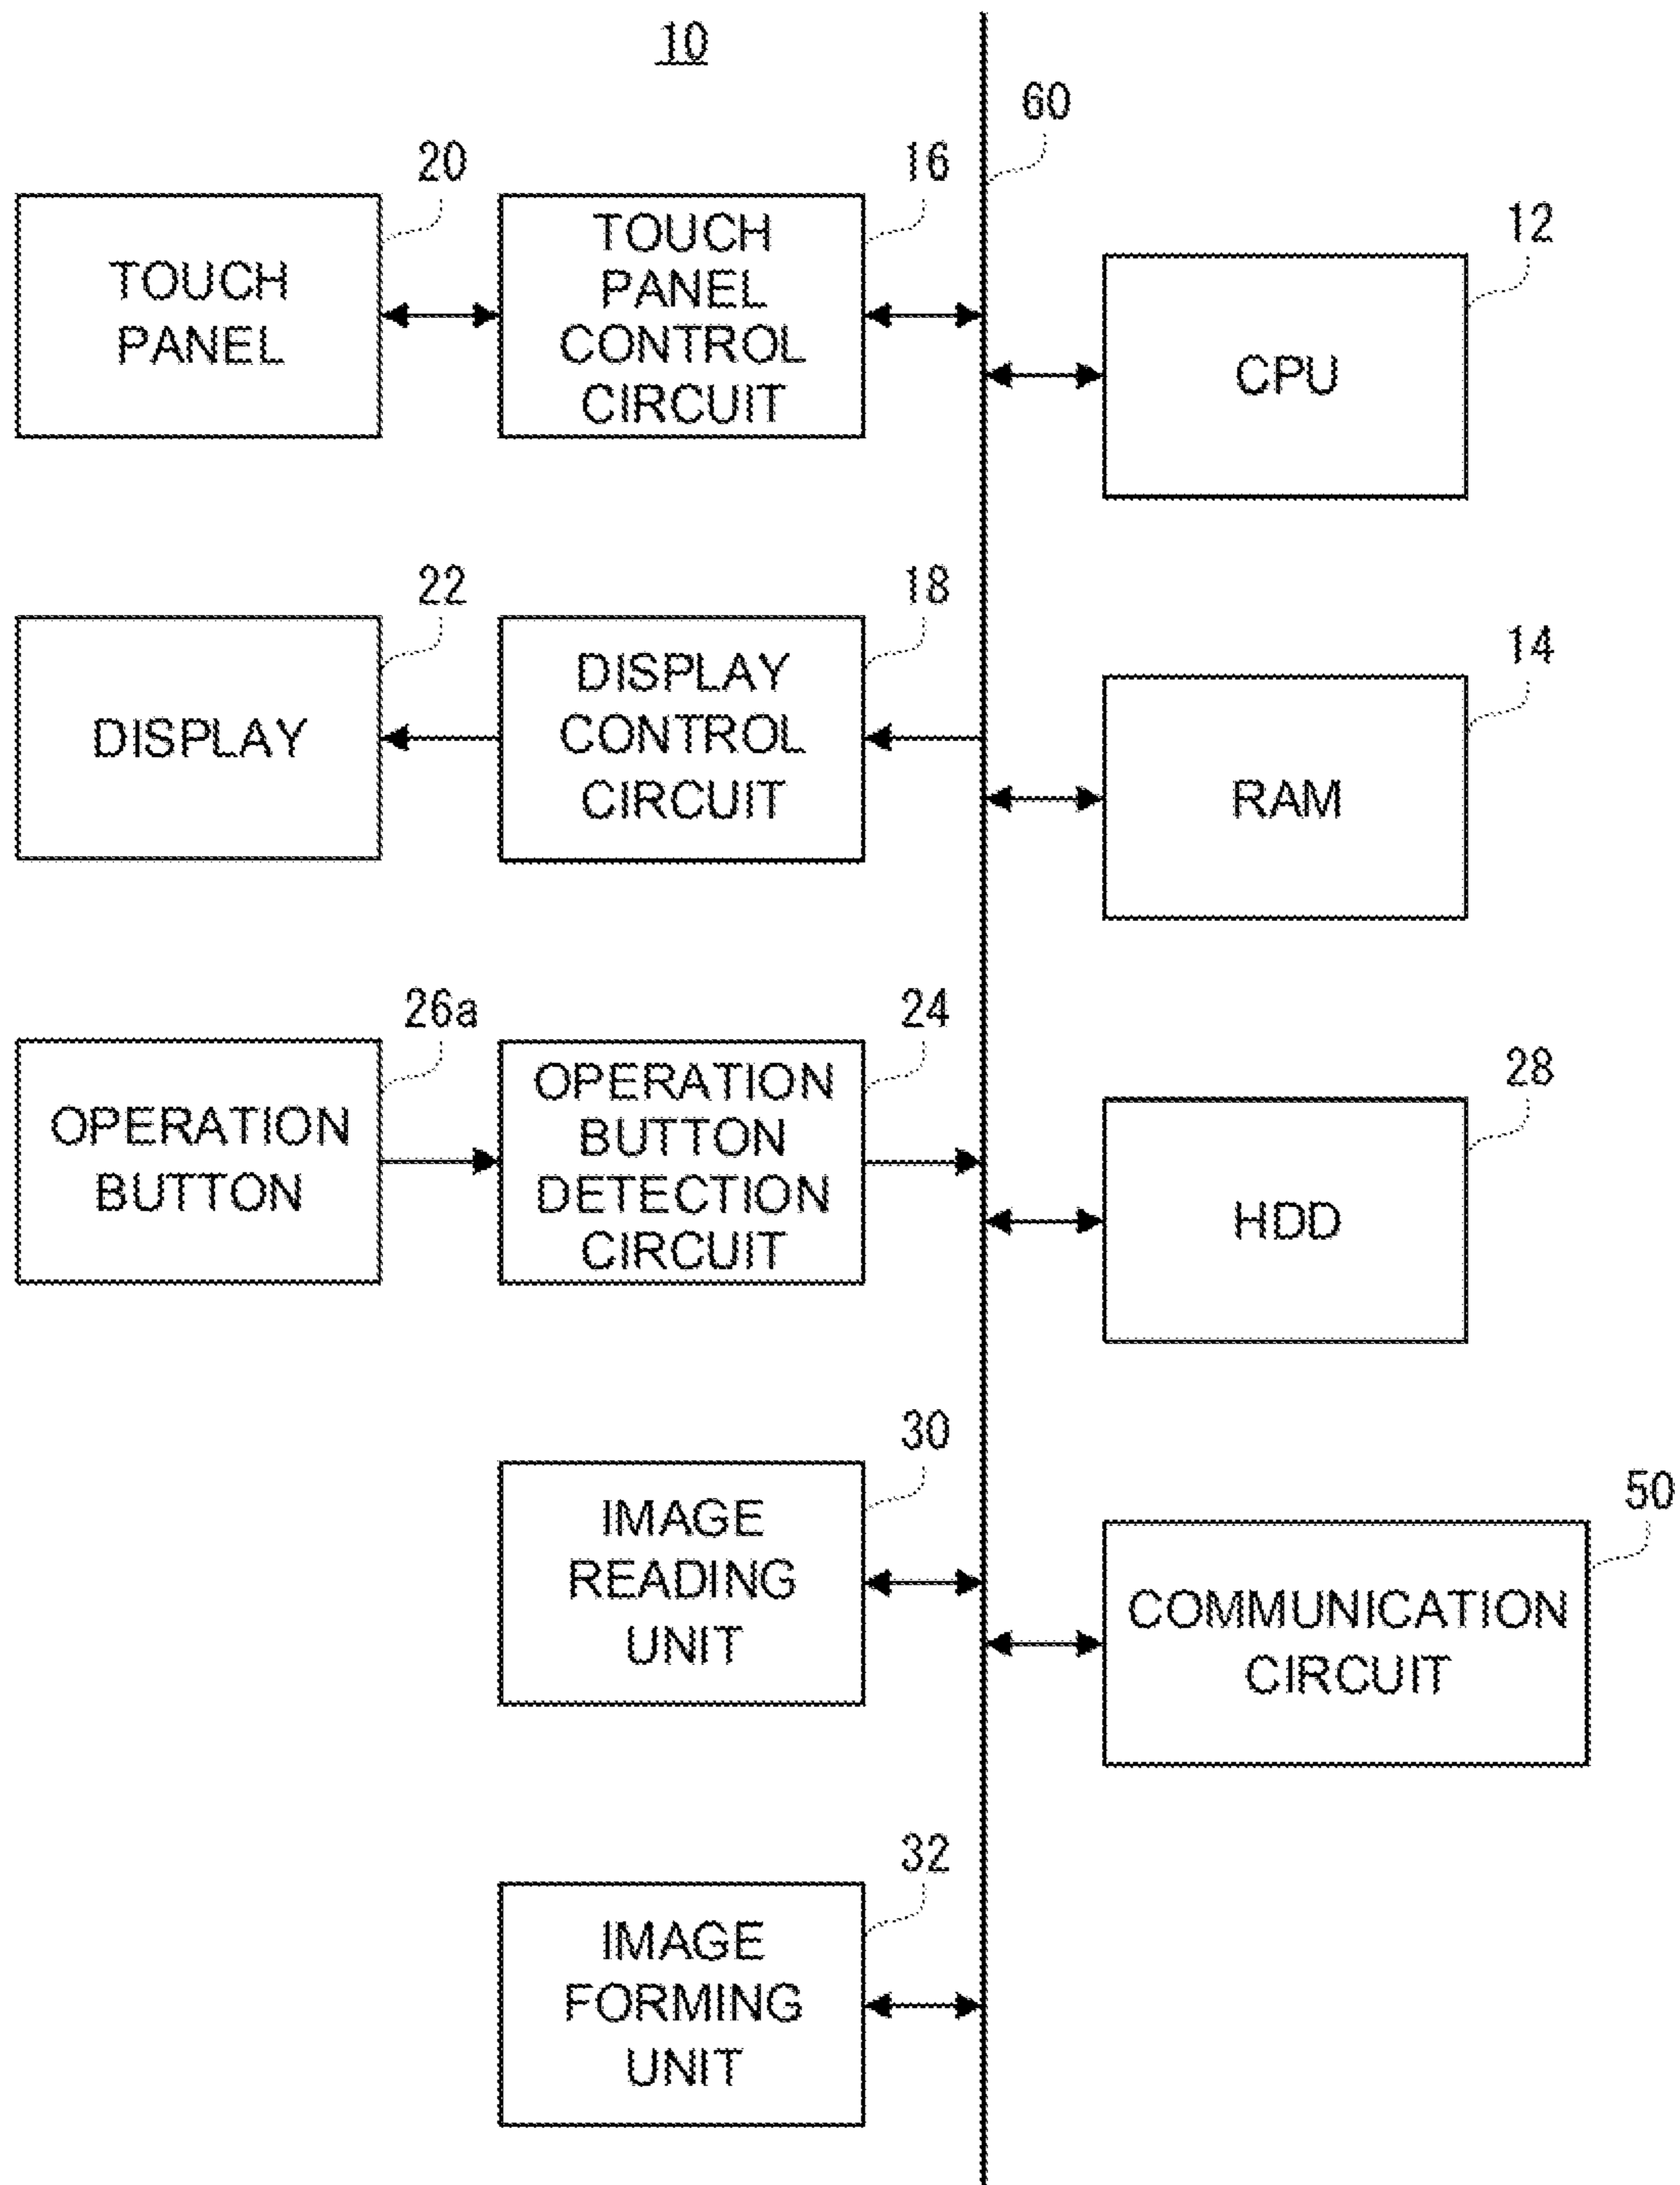 10
60
20
TOUCH
PANEL
16
TOUCH
PANEL
CONTROL
CIRCUIT
12
CPU
22
DISPLAY
18
DISPLAY
CONTROL
CIRCUIT
14
RAM
26a
OPERATION
BUTTON
24
OPERATION
BUTTON
DETECTION
CIRCUIT
28
HDD
30
IMAGE
READING
UNIT
50
COMMUNICATION
CIRCUIT
32
IMAGE
FORMING
UNIT